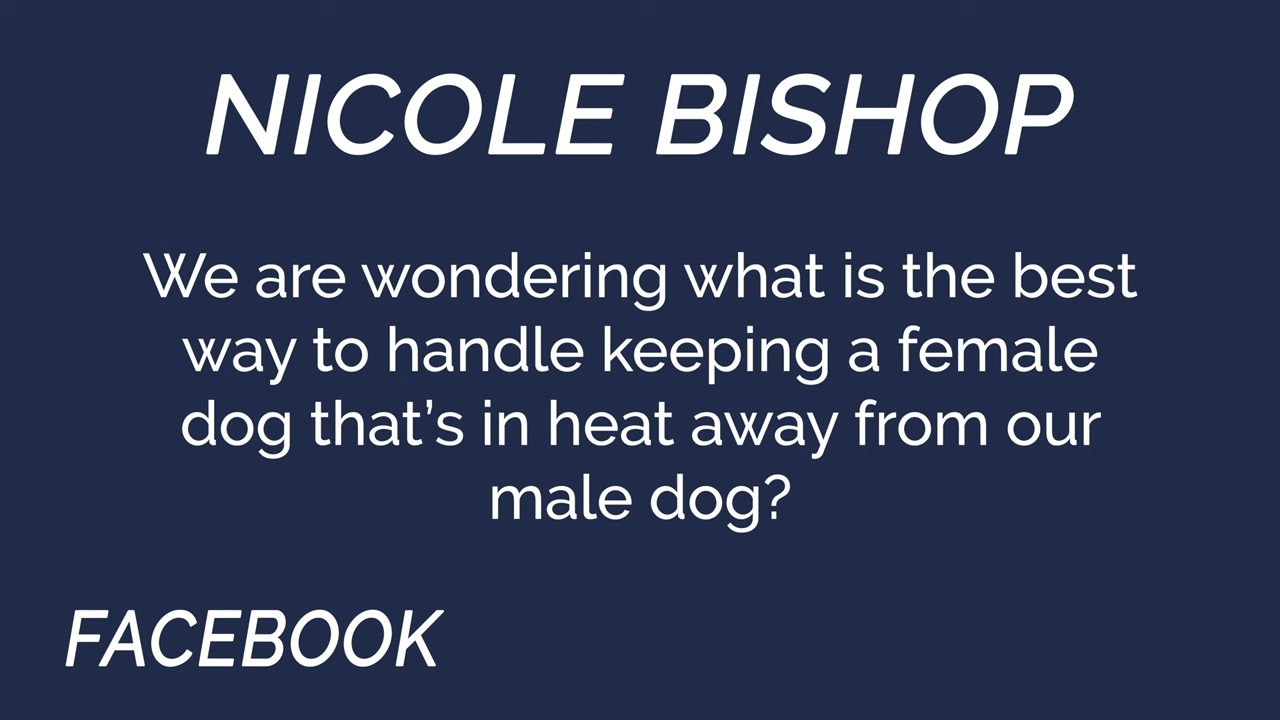 NICOLE BISHOP
We are wondering what is the best
way to handle keeping a female
dog that’s in heat away from our
male dog?
FACEBOOK